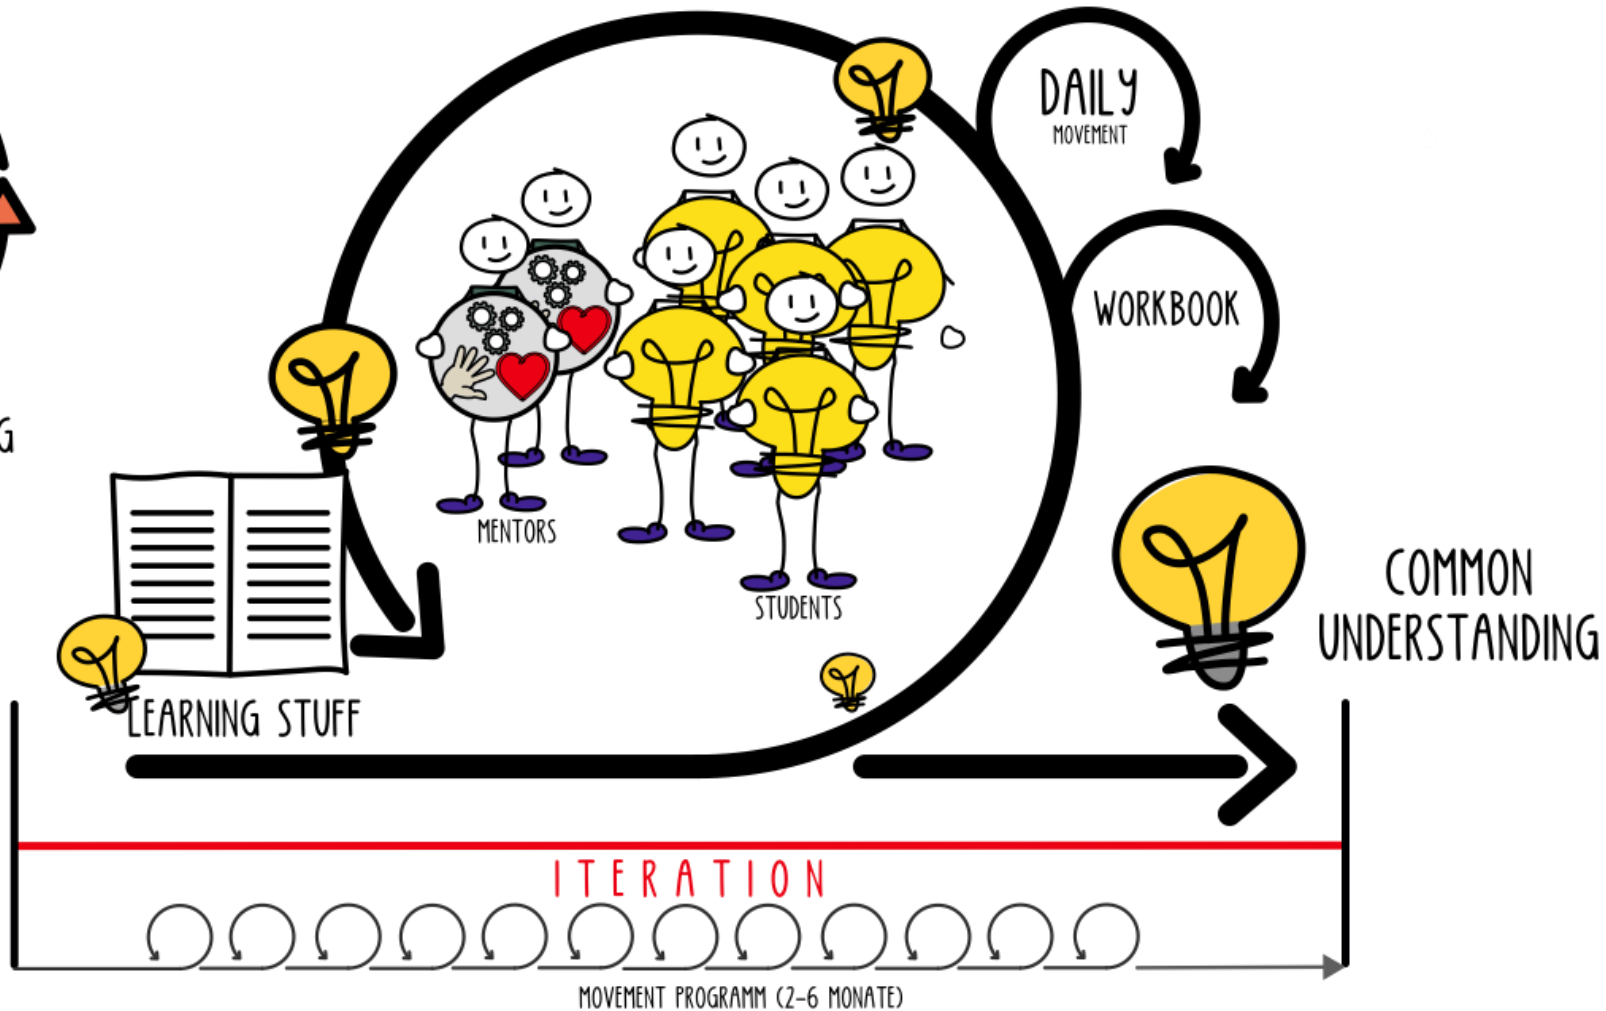 DAILY
MOVEMENT
WORKBOOK
G
MENTORS
STUDENTS
COMMON
UNDERSTANDING
LEARNING STUFF
ITERATION
MOVEMENT PROGRAMM (2-6 MONATE)